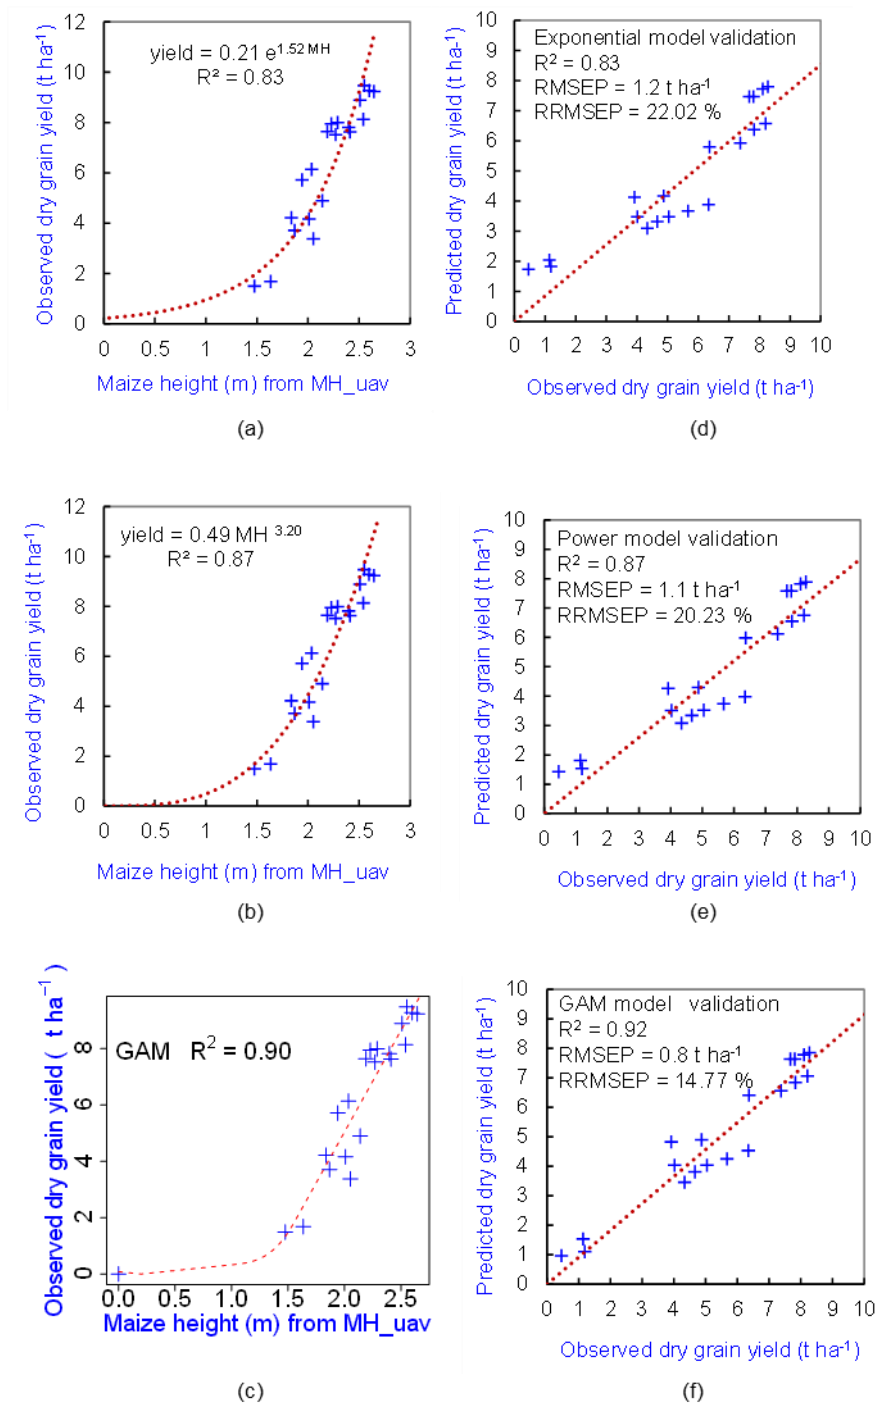 Observed dry grain yield (t ha⁻¹)
12
10
8
6
4
2
0
yield = 0.21 e^1.52 MH
R² = 0.83
0 0.5 1 1.5 2 2.5 3
Maize height (m) from MH_uav
(a)
Predicted dry grain yield (t ha⁻¹)
10
9
8
7
6
5
4
3
2
1
0
Exponential model validation
R² = 0.83
RMSEP = 1.2 t ha⁻¹
RRMSEP = 22.02 %
0 1 2 3 4 5 6 7 8 9 10
Observed dry grain yield (t ha⁻¹)
(d)
Observed dry grain yield (t ha⁻¹)
12
10
8
6
4
2
0
yield = 0.49 MH ^3.20
R² = 0.87
0 0.5 1 1.5 2 2.5 3
Maize height (m) from MH_uav
(b)
Predicted dry grain yield (t ha⁻¹)
10
9
8
7
6
5
4
3
2
1
0
Power model validation
R² = 0.87
RMSEP = 1.1 t ha⁻¹
RRMSEP = 20.23 %
0 1 2 3 4 5 6 7 8 9 10
Observed dry grain yield (t ha⁻¹)
(e)
Observed dry grain yield ( t ha⁻¹ )
8
6
4
2
0
GAM R² = 0.90
0.0 0.5 1.0 1.5 2.0 2.5
Maize height (m) from MH_uav
(c)
Predicted dry grain yield (t ha⁻¹)
10
9
8
7
6
5
4
3
2
1
0
GAM model validation
R² = 0.92
RMSEP = 0.8 t ha⁻¹
RRMSEP = 14.77 %
0 1 2 3 4 5 6 7 8 9 10
Observed dry grain yield (t ha⁻¹)
(f)